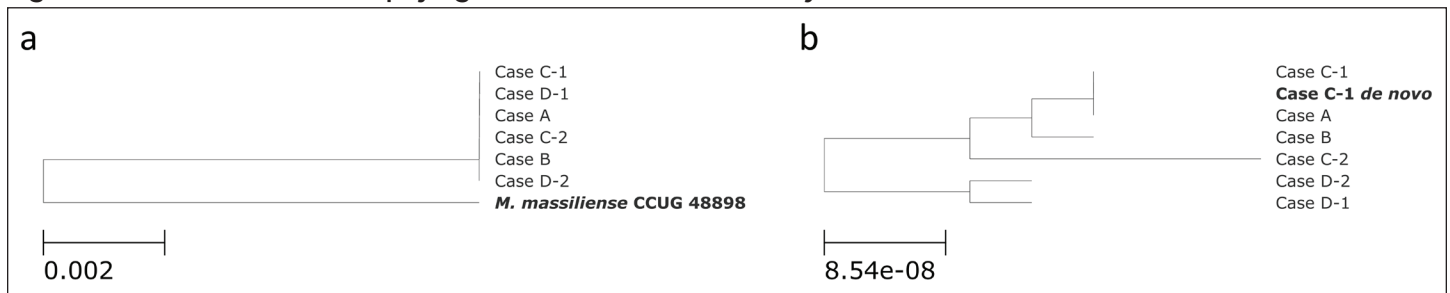 a
Case C-1
Case D-1
Case A
Case C-2
Case B
Case D-2
M. massiliense CCUG 48898
0.002
b
Case C-1
Case C-1 de novo
Case A
Case B
Case C-2
Case D-2
Case D-1
8.54e-08